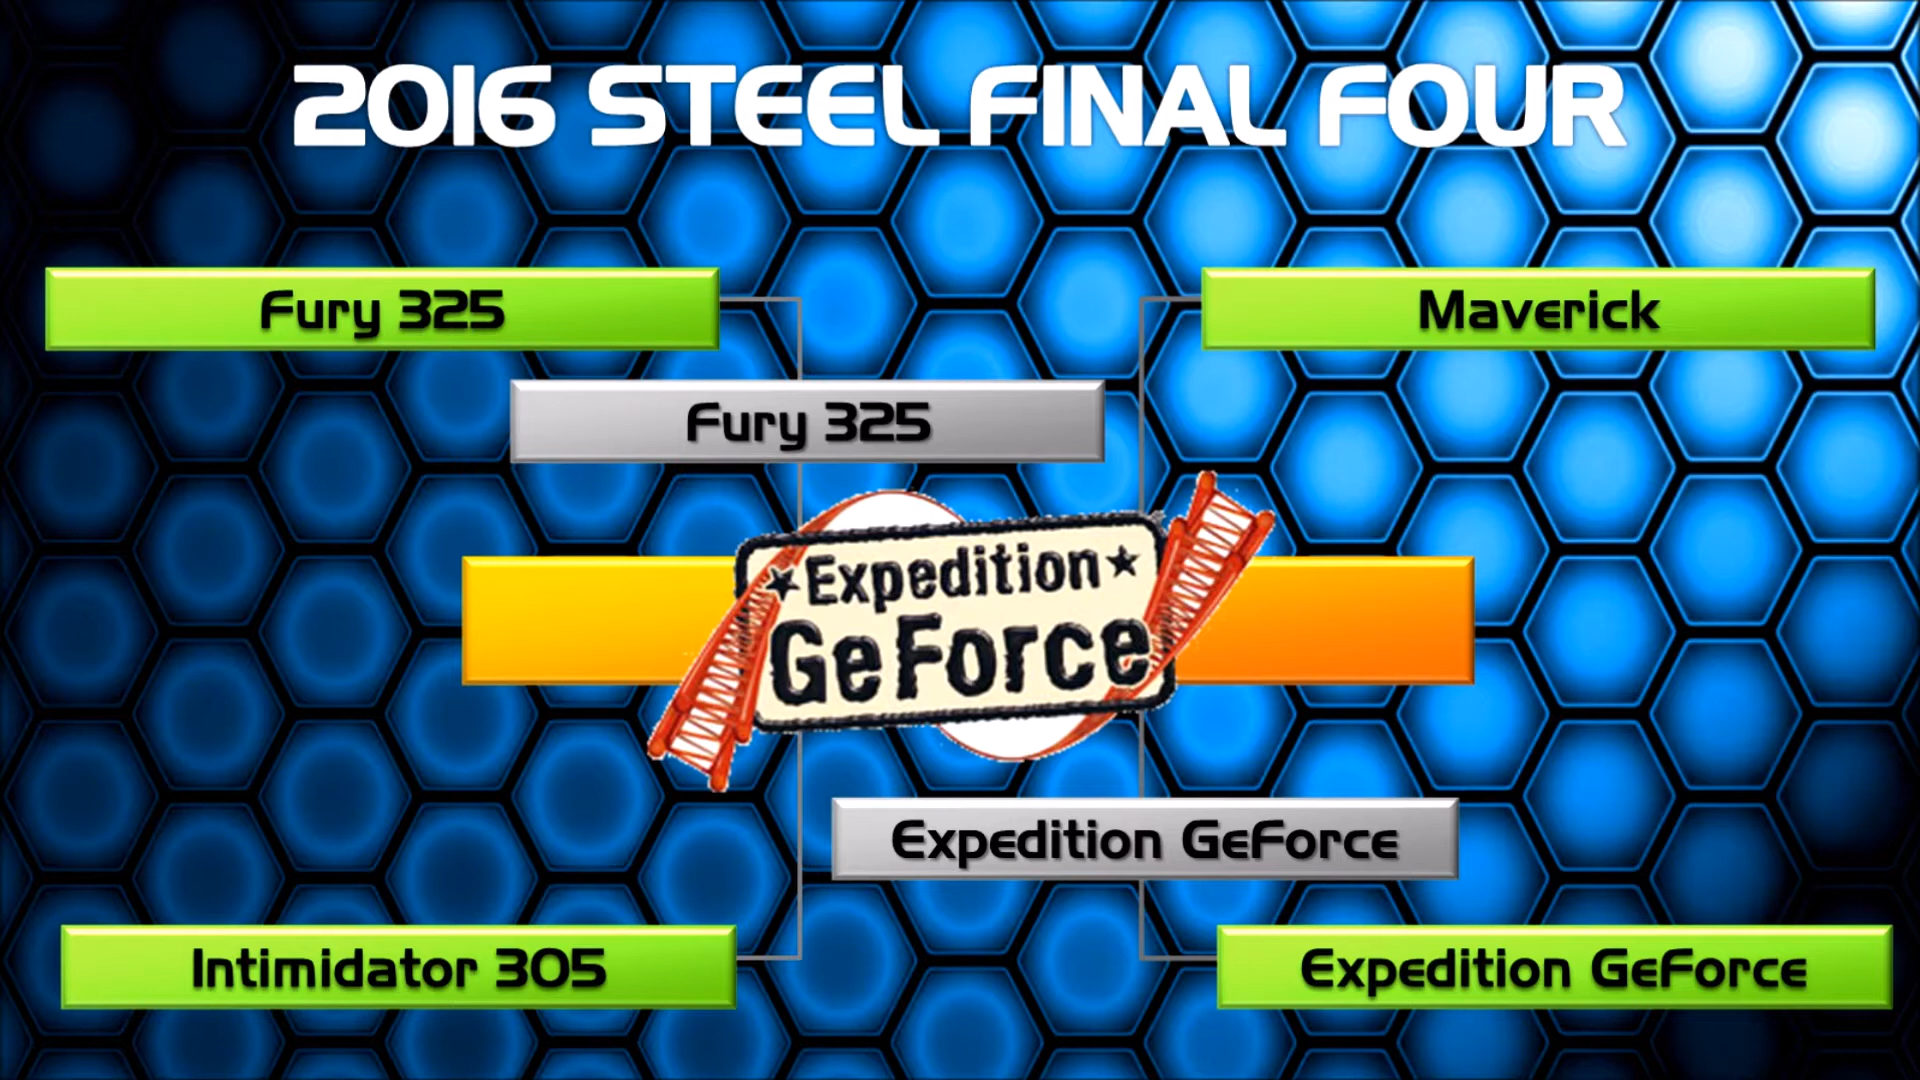 2016 STEEL FINAL FOUR
Fury 325
Maverick
Fury 325
Expedition
GeForce
Expedition GeForce
Intimidator 305
Expedition GeForce